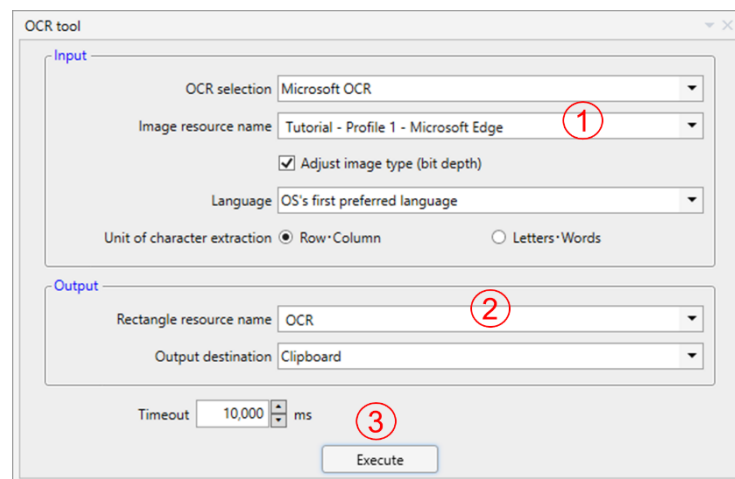 OCR tool
Input
OCR selection Microsoft OCR
Image resource name Tutorial - Profile 1 - Microsoft Edge ①
Adjust image type (bit depth)
Language OS's first preferred language
Unit of character extraction Row･Column Letters･Words
Output
Rectangle resource name OCR ②
Output destination Clipboard
Timeout 10,000 ms ③
Execute